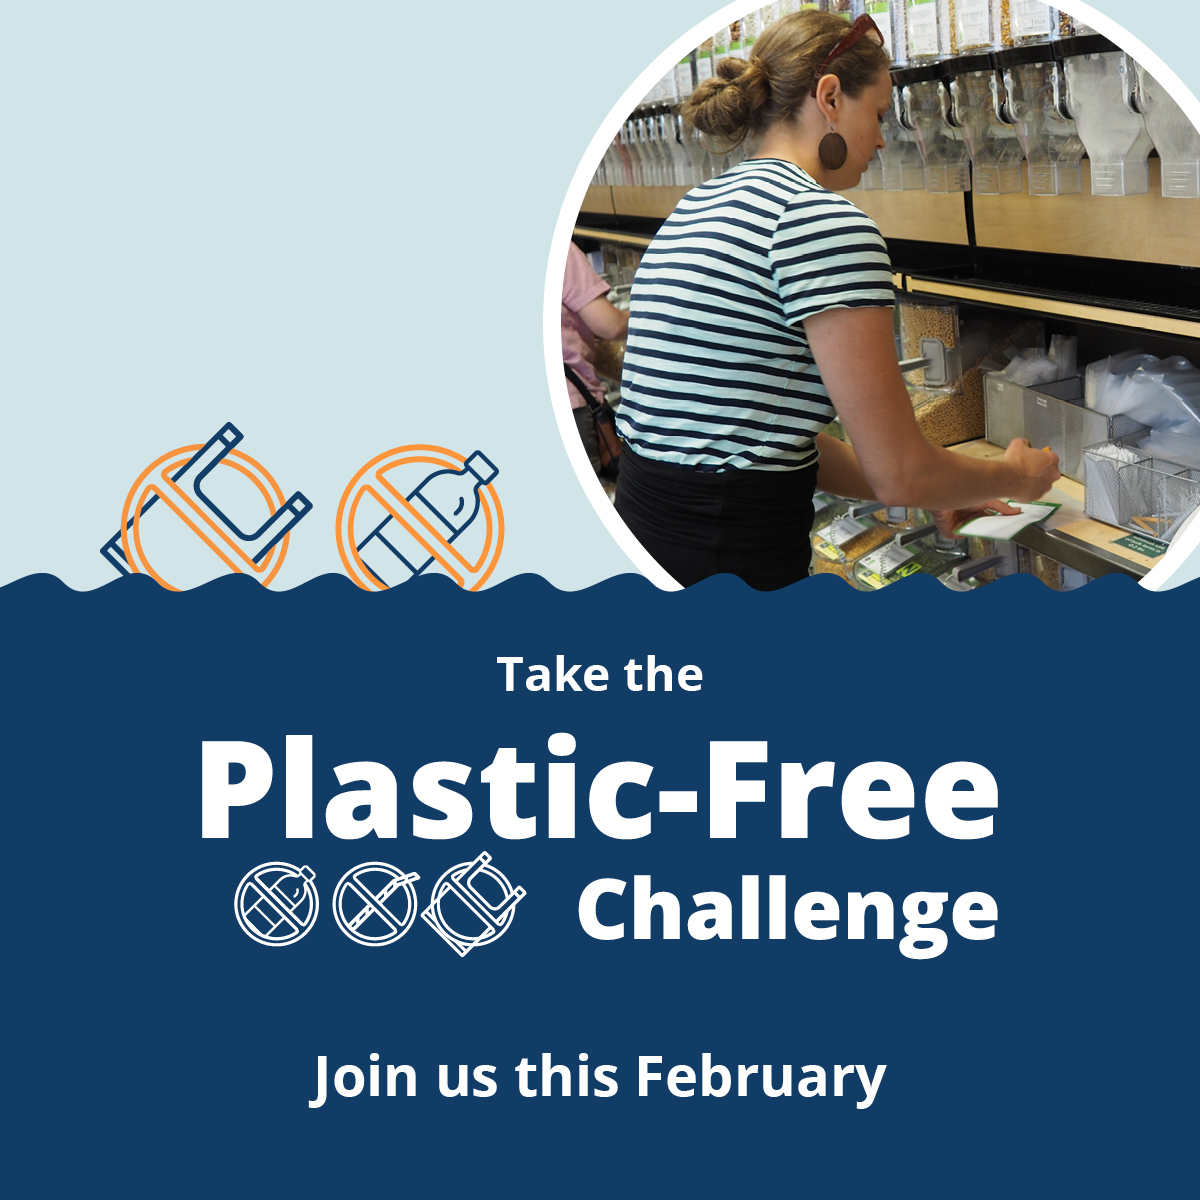 Take the
Plastic-Free
Challenge
Join us this February